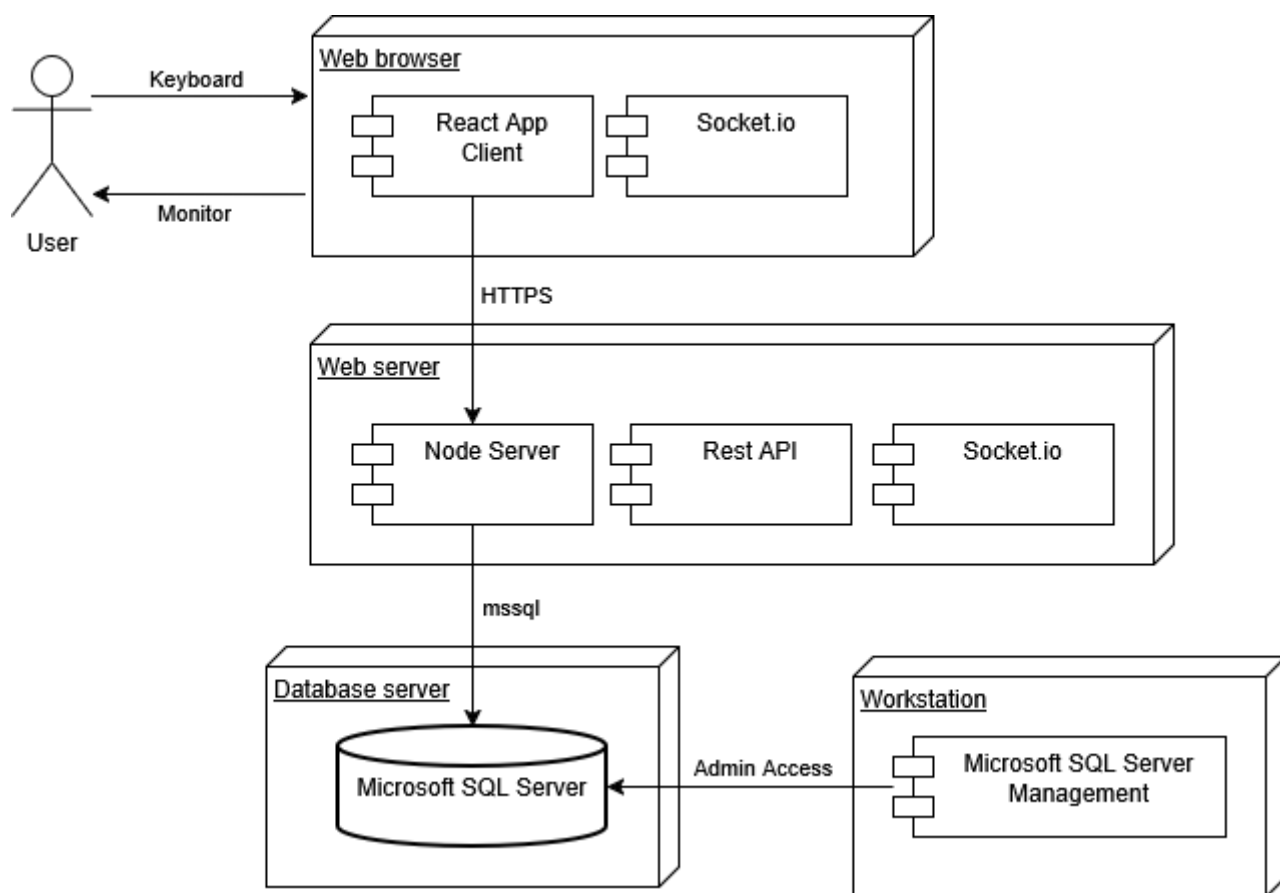 Web browser
Keyboard
React App
Client
Socket.io
Monitor
User
HTTPS
Web server
Node Server
Rest API
Socket.io
mssql
Database server
Workstation
Microsoft SQL Server
Admin Access
Microsoft SQL Server
Management